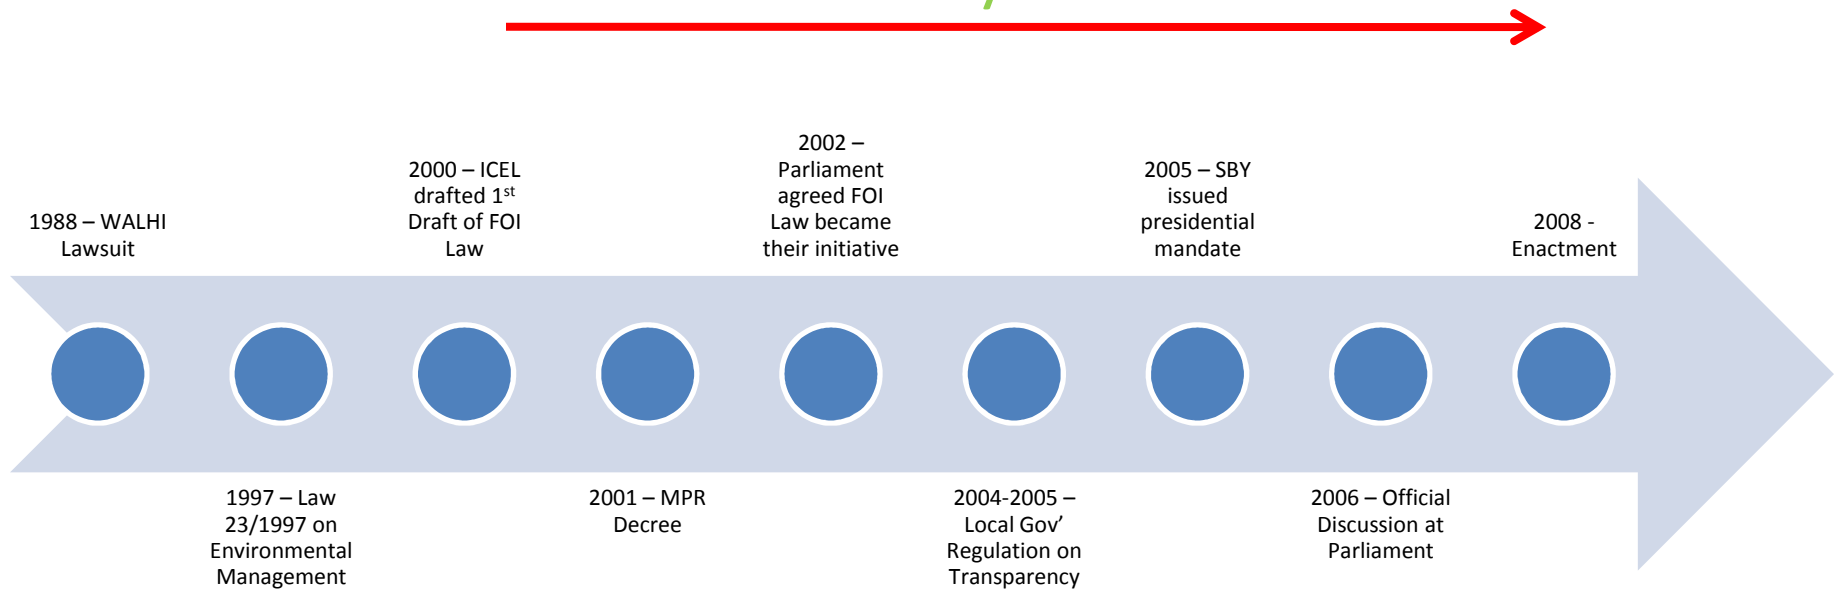 1988 – WALHI
Lawsuit
1997 – Law
23/1997 on
Environmental
Management
2000 – ICEL
drafted 1st
Draft of FOI
Law
2001 – MPR
Decree
2002 –
Parliament
agreed FOI
Law became
their initiative
2004-2005 –
Local Gov’
Regulation on
Transparency
2005 – SBY
issued
presidential
mandate
2006 – Official
Discussion at
Parliament
2008 -
Enactment